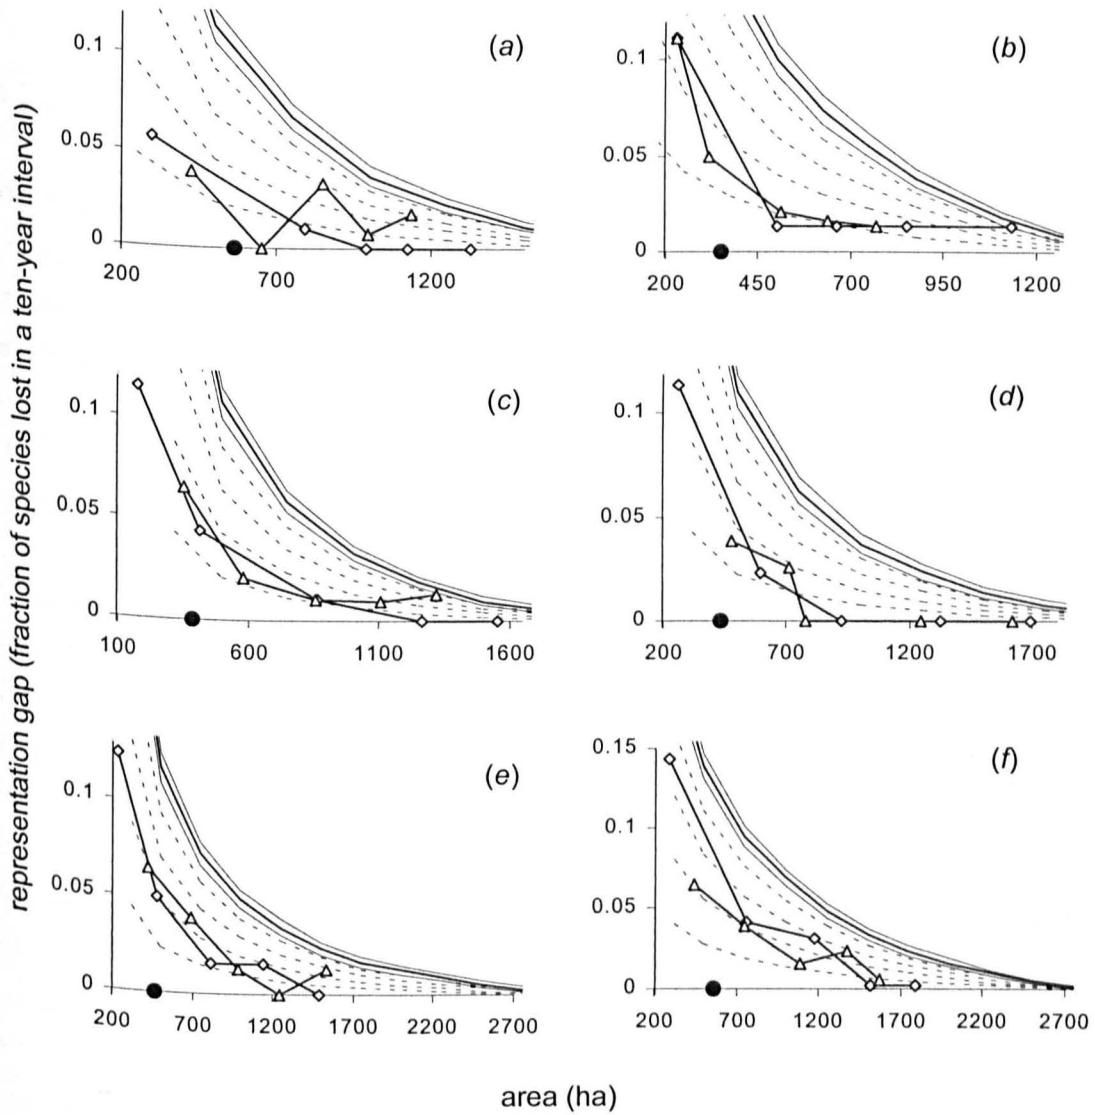 representation gap (fraction of species lost in a ten-year interval)
(a)
0.1
0.05
0
200 700 1200
(b)
0.1
0.05
0
200 450 700 950 1200
(c)
0.1
0.05
0
100 600 1100 1600
(d)
0.1
0.05
0
200 700 1200 1700
(e)
0.1
0.05
0
200 700 1200 1700 2200 2700
(f)
0.15
0.1
0.05
0
200 700 1200 1700 2200 2700
area (ha)